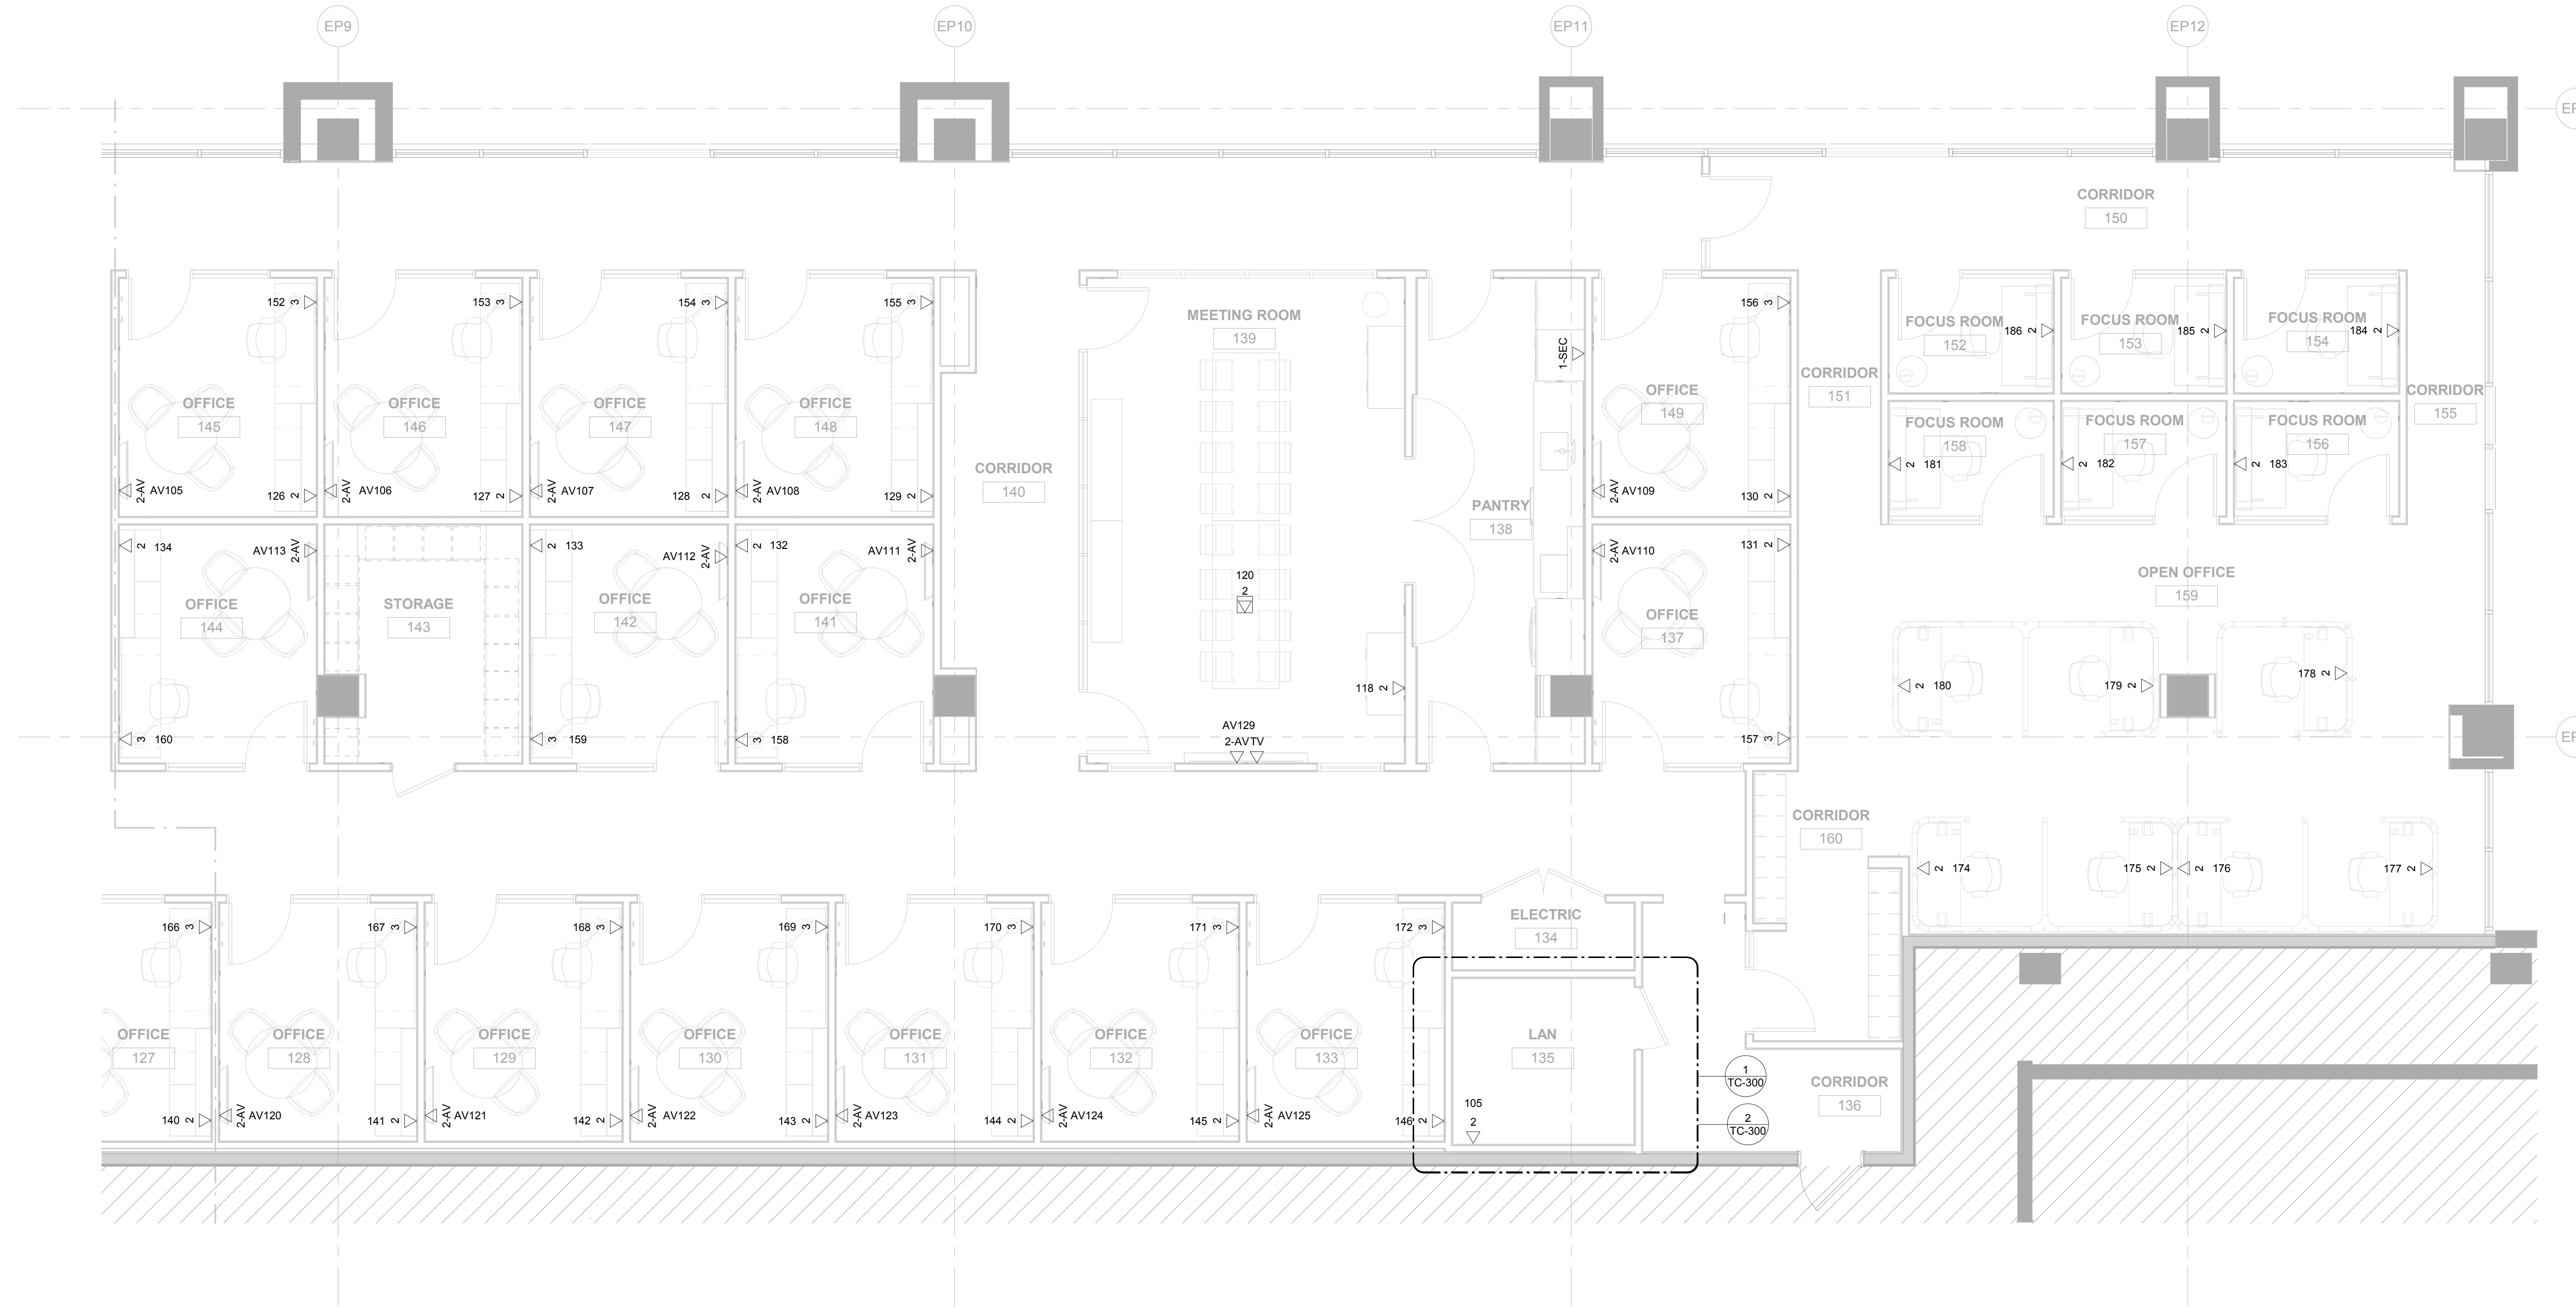 EP9
EP10
EP11
EP12
CORRIDOR
150
152 3
153 3
154 3
155 3
156 3
MEETING ROOM
139
1-SEC
FOCUS ROOM
152
186 2
FOCUS ROOM
153
185 2
FOCUS ROOM
154
184 2
OFFICE
145
OFFICE
146
OFFICE
147
OFFICE
148
OFFICE
149
CORRIDOR
151
CORRIDOR
155
FOCUS ROOM
158
FOCUS ROOM
157
FOCUS ROOM
156
2 181
2 182
2 183
CORRIDOR
140
2-AV AV105
126 2
2-AV AV106
127 2
2-AV AV107
128 2
2-AV AV108
129 2
2-AV AV109
130 2
PANTRY
138
2 134
AV113 2-AV
2 133
AV112 2-AV
2 132
AV111 2-AV
2-AV AV110
131 2
OPEN OFFICE
159
120
2
OFFICE
144
STORAGE
143
OFFICE
142
OFFICE
141
OFFICE
137
118 2
2 180
179 2
178 2
AV129
2-AV TV
3 160
3 159
3 158
157 3
CORRIDOR
160
2 174
175 2
2 176
177 2
166 3
167 3
168 3
169 3
170 3
171 3
172 3
ELECTRIC
134
OFFICE
127
OFFICE
128
OFFICE
129
OFFICE
130
OFFICE
131
OFFICE
132
OFFICE
133
LAN
135
1
TC-300
CORRIDOR
136
2
TC-300
140 2
2-AV AV120
141 2
2-AV AV121
142 2
2-AV AV122
143 2
2-AV AV123
144 2
2-AV AV124
145 2
2-AV AV125
146 2
105
2